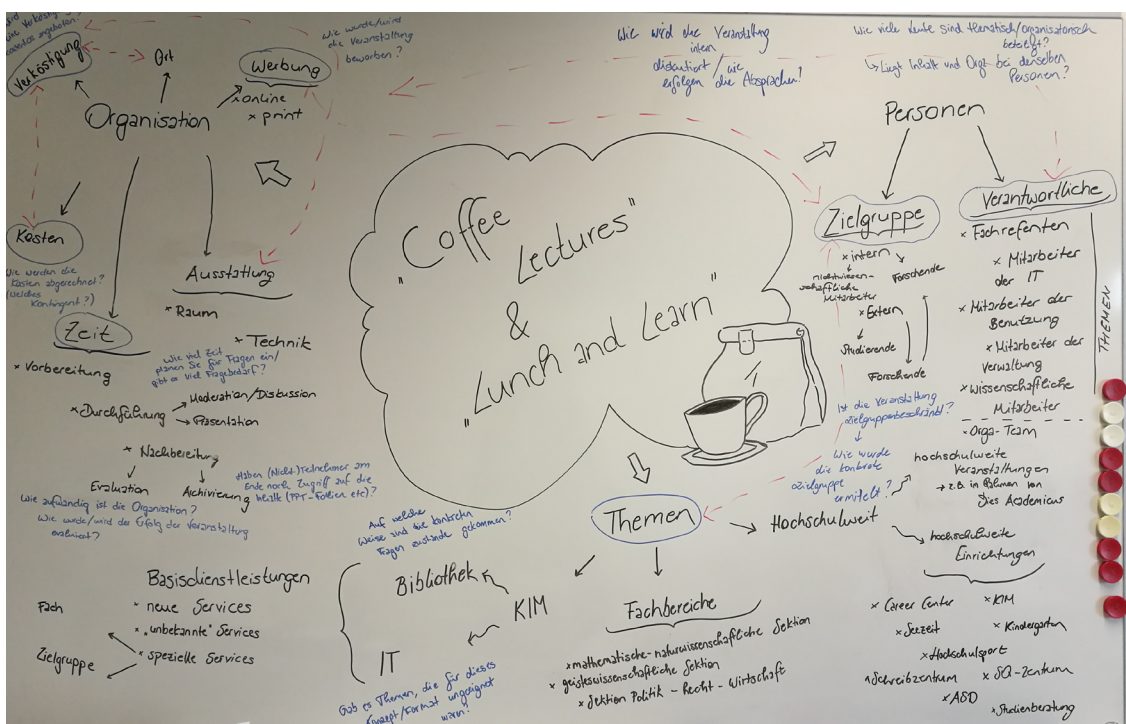 wie Verköstigung
kostenlos angeboten?
Verköstigung
Ort
Werbung
× online
× print
Wie wurde/wird
die Veranstaltung
beworben?
Organisation
Kosten
Wie werden die
Kosten abgerechnet?
(Welches
Kontingent?)
Ausstattung
× Raum
× Technik
Zeit
× Vorbereitung
Wie viel Zeit
planen Sie für Fragen ein/
gibt es viel Fragebedarf?
× Durchführung
Moderation/Discussion
Präsentation
× Nachbereitung
Evaluation
Archivierung
Haben (Nicht-)Teilnehmer am
Ende noch Zugriff auf die
Inhalte (PPT-Folien etc)?
Wie aufwändig ist die Organisation?
Wie wurde/wird der Erfolg der Veranstaltung
evaluiert?
Wie wird die Veranstaltung
intern
diskutiert/wie
erfolgen die Absprachen?
"Coffee
Lectures"
&
"Lunch and Learn"
Wie viele Leute sind thematisch/organisatorisch
beteiligt?
↳ Liegt Inhalt und Orga bei denselben
Personen?
Personen
Zielgruppe
× intern
nichtwissen-
schaftliche
Mitarbeiter
Forschende
× Extern
Studierende
Forschende
Ist die Veranstaltung
zielgruppenbeschränkt?
Wie wurde
die konkrete
Zielgruppe
ermittelt?
Verantwortliche
× Fachreferenten
× Mitarbeiter
der IT
× Mitarbeiter der
Benutzung
× Mitarbeiter der
Verwaltung
× wissenschaftliche
Mitarbeiter
× Orga-Team
THEMEN
Themen
Auf welche
Weise sind die konkreten
Fragen zustande gekommen?
Hochschulweit
hochschulweite
Veranstaltungen
→ z.B. im Rahmen von
Dies Academicus
hochschulweite
Einrichtungen
× Career Center
× KIM
× Seezeit
× Kindergarten
× Hochschulsport
× Schreibzentrum
× SQ-Zentrum
× ASD
× Studienberatung
Fachbereiche
× mathematische-naturwissenschaftliche Sektion
× geisteswissenschaftliche Sektion
× Sektion Politik - Recht - Wirtschaft
KIM
Bibliothek
IT
Gab es Themen, die für dieses
Konzept/Format ungeeignet
waren?
Basisdienstleistungen
× neue Services
× "unbekannte" Services
× spezielle Services
Fach
Zielgruppe